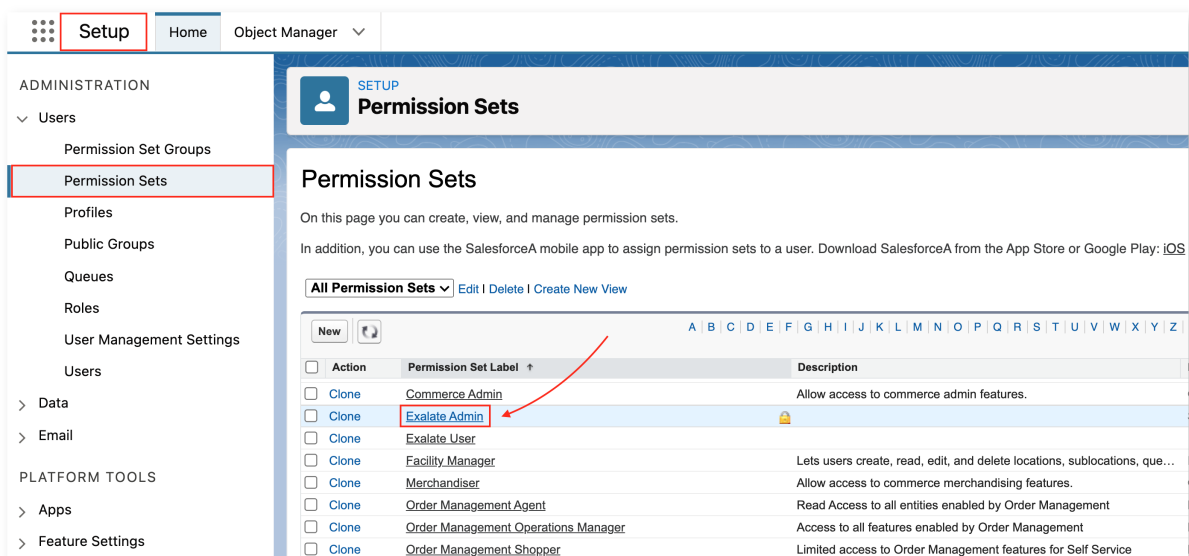 Setup
Home
Object Manager
ADMINISTRATION
Users
Permission Set Groups
Permission Sets
Profiles
Public Groups
Queues
Roles
User Management Settings
Users
Data
Email
PLATFORM TOOLS
Apps
Feature Settings
SETUP
Permission Sets
Permission Sets
On this page you can create, view, and manage permission sets.
In addition, you can use the SalesforceA mobile app to assign permission sets to a user. Download SalesforceA from the App Store or Google Play: iOS
All Permission Sets Edit | Delete | Create New View
New A | B | C | D | E | F | G | H | I | J | K | L | M | N | O | P | Q | R | S | T | U | V | W | X | Y | Z |
Action Permission Set Label ↑ Description
Clone Commerce Admin Allow access to commerce admin features.
Clone Exalate Admin
Clone Exalate User
Clone Facility Manager Lets users create, read, edit, and delete locations, sublocations, que...
Clone Merchandiser Allow access to commerce merchandising features.
Clone Order Management Agent Read Access to all entities enabled by Order Management
Clone Order Management Operations Manager Access to all features enabled by Order Management
Clone Order Management Shopper Limited access to Order Management features for Self Service